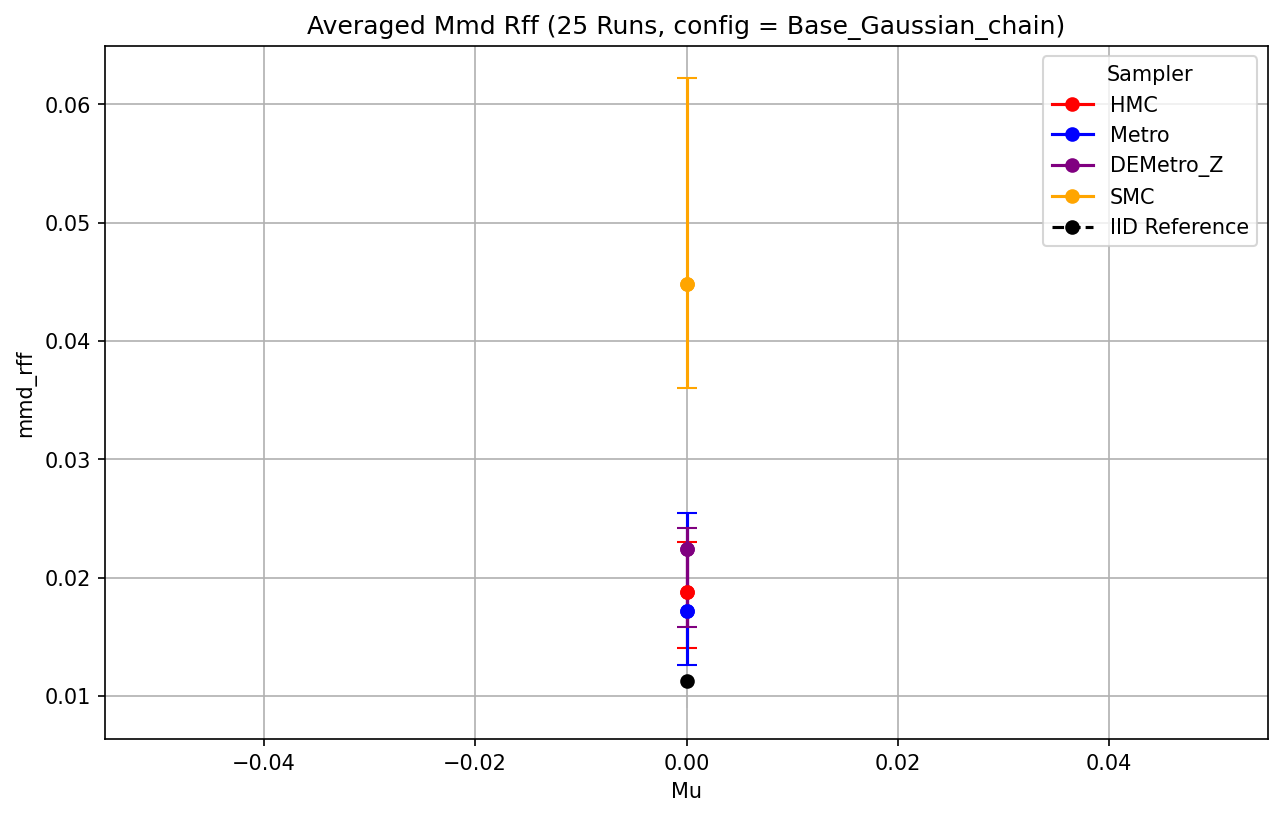 Averaged Mmd Rff (25 Runs, config = Base_Gaussian_chain)
Sampler
HMC
Metro
DEMetro_Z
SMC
IID Reference
mmd_rff
0.06
0.05
0.04
0.03
0.02
0.01
−0.04
−0.02
0.00
0.02
0.04
Mu